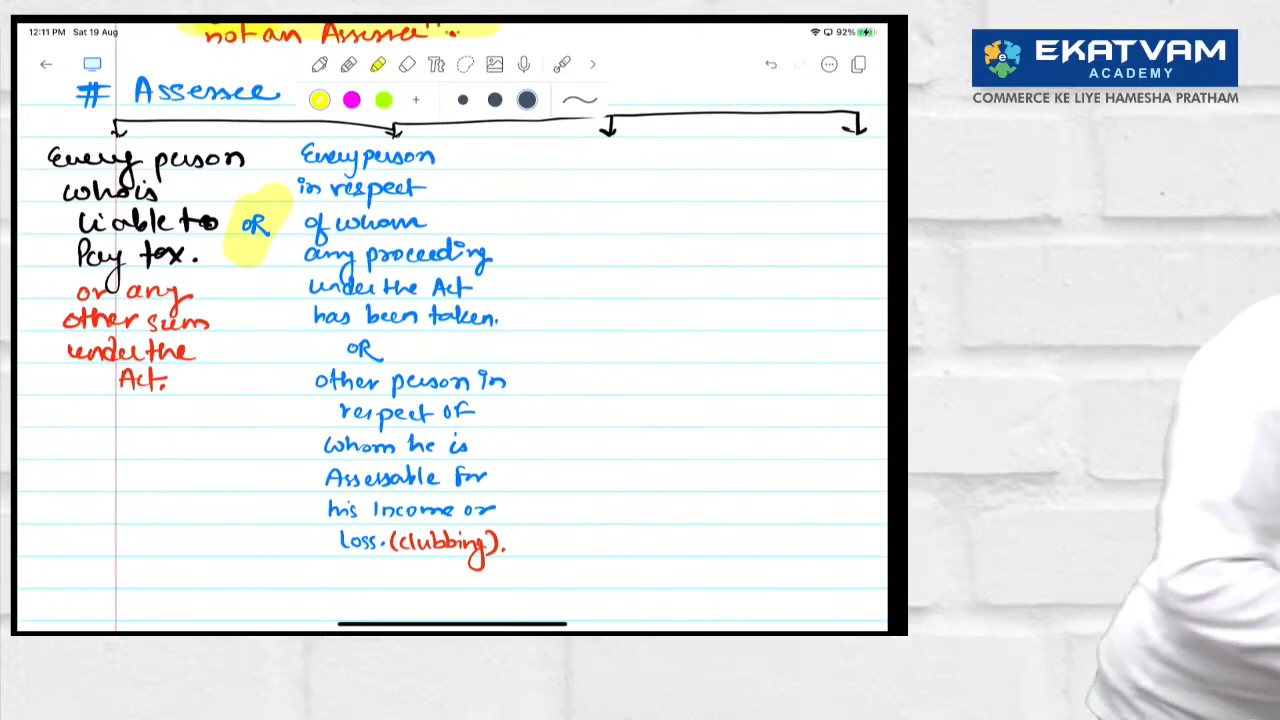 12:11 PM Sat 19 Aug
92%
not an Assessee".
# Assessee
Every person
who is
liable to
Pay tax.
or any
other sum
under the
Act.
OR
Every person
in respect
of whom
any proceeding
under the Act
has been taken.
OR
other person in
respect of
whom he is
Assessable for
his Income or
Loss. (clubbing).
EKATVAM
ACADEMY
COMMERCE KE LIYE HAMESHA PRATHAM